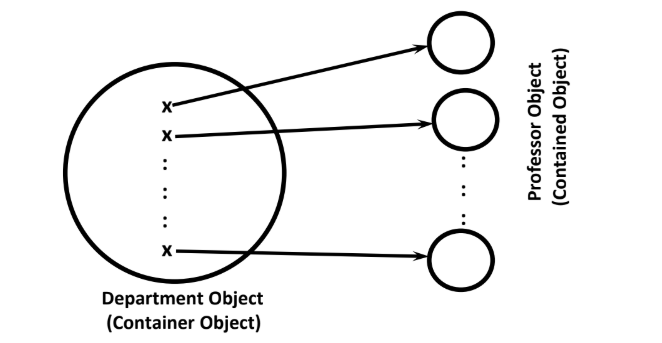 x
x
:
:
:
x
:
.
:
Department Object
(Container Object)
Professor Object
(Contained Object)